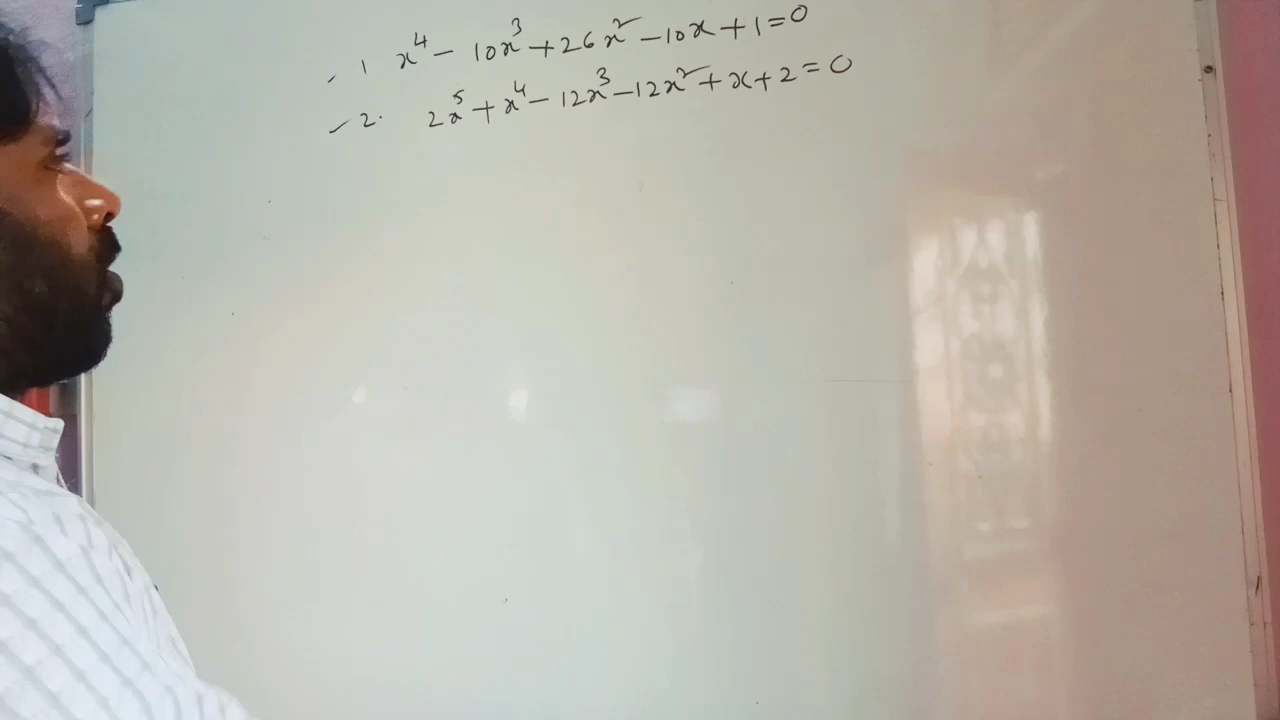 1 x⁴ - 10x³ + 26x² - 10x + 1 = 0
2. 2x⁵ + x⁴ - 12x³ - 12x² + x + 2 = 0